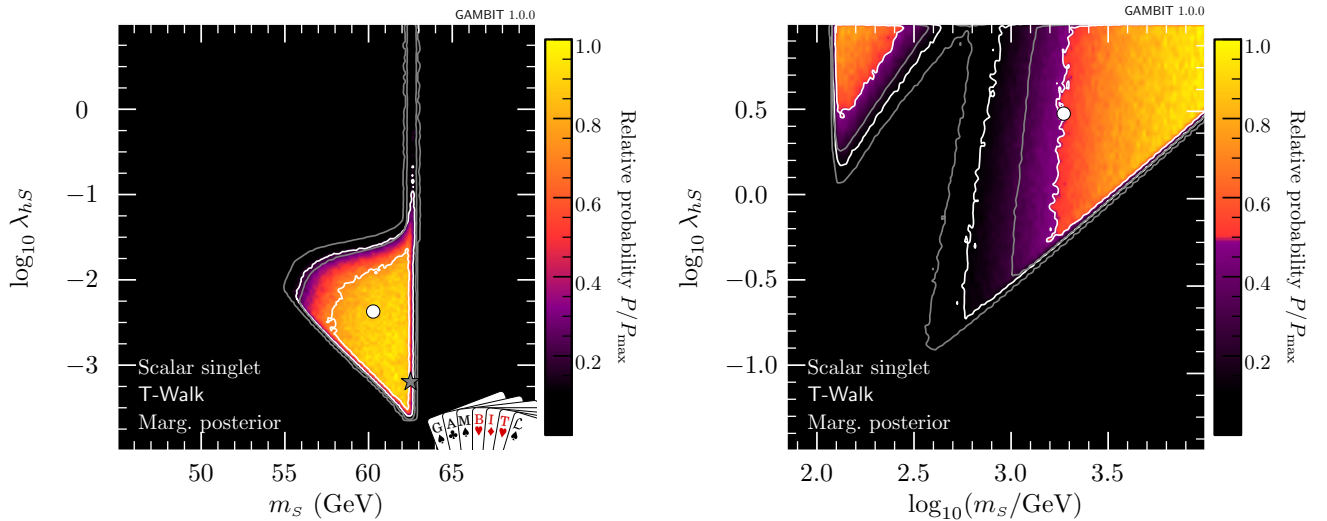 GAMBIT 1.0.0
log₁₀ λhS
0
−1
−2
−3
Scalar singlet
T-Walk
Marg. posterior
50
55
60
65
mS (GeV)
1.0
0.8
0.6
0.4
0.2
Relative probability P/Pmax
G A M B I T L
GAMBIT 1.0.0
log₁₀ λhS
0.5
0.0
−0.5
−1.0
Scalar singlet
T-Walk
Marg. posterior
2.0
2.5
3.0
3.5
log₁₀(mS/GeV)
1.0
0.8
0.6
0.4
0.2
Relative probability P/Pmax